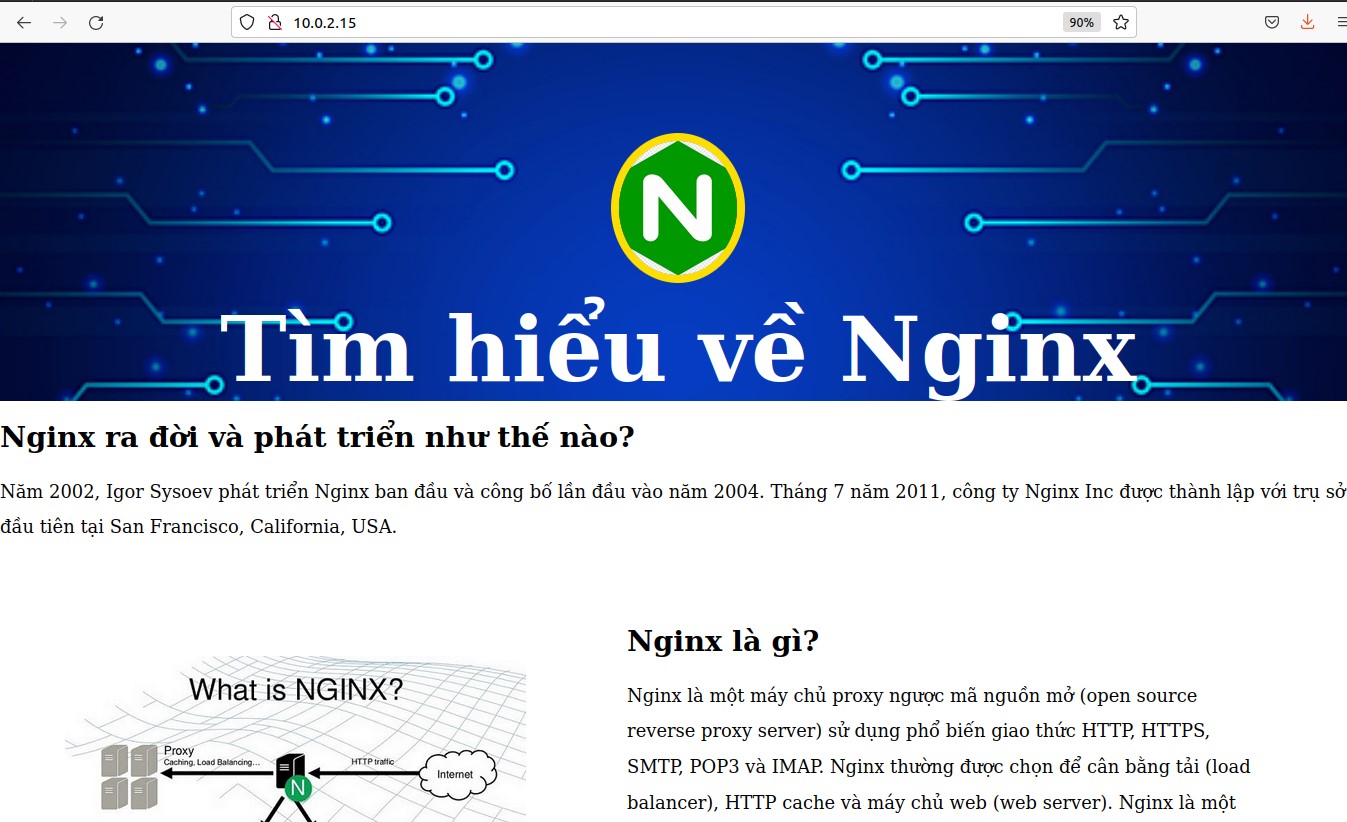 10.0.2.15
90%
N
Tìm hiểu về Nginx
Nginx ra đời và phát triển như thế nào?
Năm 2002, Igor Sysoev phát triển Nginx ban đầu và công bố lần đầu vào năm 2004. Tháng 7 năm 2011, công ty Nginx Inc được thành lập với trụ sở
đầu tiên tại San Francisco, California, USA.
What is NGINX?
Proxy
Caching, Load Balancing...
HTTP traffic
Internet
N
Nginx là gì?
Nginx là một máy chủ proxy ngược mã nguồn mở (open source
reverse proxy server) sử dụng phổ biến giao thức HTTP, HTTPS,
SMTP, POP3 và IMAP. Nginx thường được chọn để cân bằng tải (load
balancer), HTTP cache và máy chủ web (web server). Nginx là một